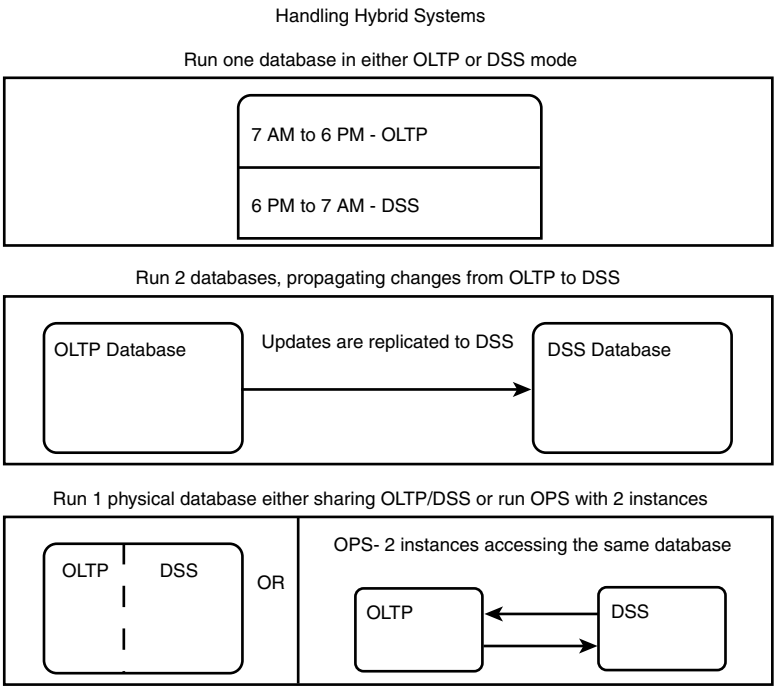 Handling Hybrid Systems
Run one database in either OLTP or DSS mode
7 AM to 6 PM - OLTP
6 PM to 7 AM - DSS
Run 2 databases, propagating changes from OLTP to DSS
OLTP Database
Updates are replicated to DSS
DSS Database
Run 1 physical database either sharing OLTP/DSS or run OPS with 2 instances
OLTP
DSS
OR
OPS- 2 instances accessing the same database
OLTP
DSS